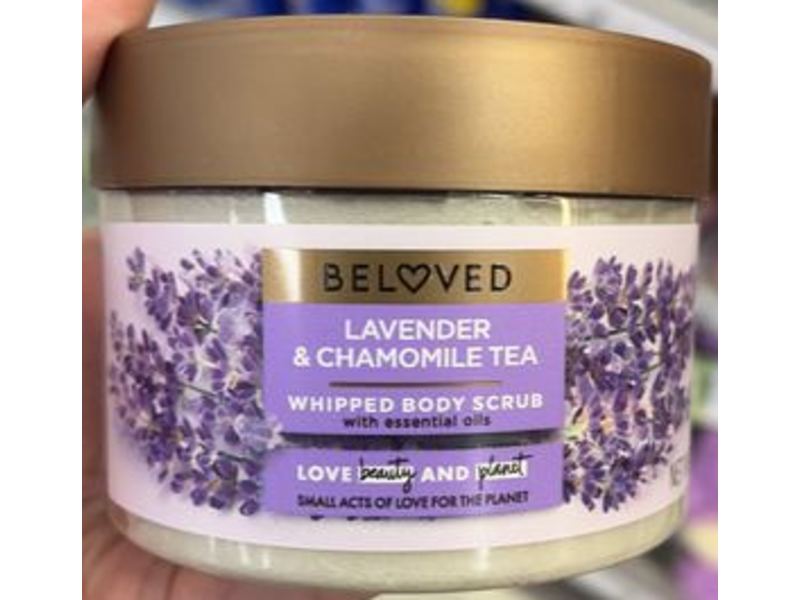 BELOVED
LAVENDER
& CHAMOMILE TEA
WHIPPED BODY SCRUB
with essential oils
LOVE beauty AND planet
SMALL ACTS OF LOVE FOR THE PLANET